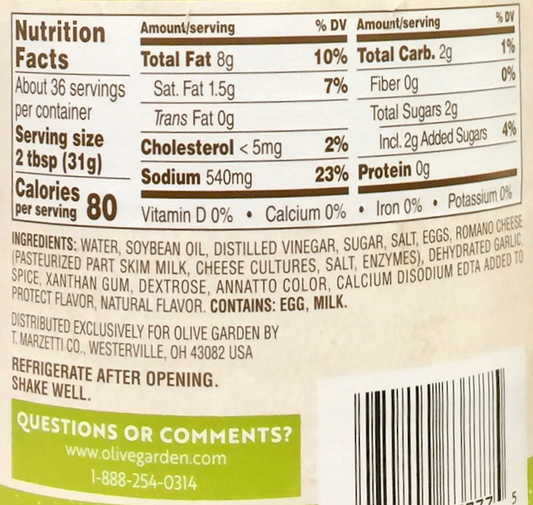 Nutrition
Facts
About 36 servings
per container
Serving size
2 tbsp (31g)
Calories
per serving 80
Amount/serving % DV
Total Fat 8g 10%
Sat. Fat 1.5g 7%
Trans Fat 0g
Cholesterol < 5mg 2%
Sodium 540mg 23%
Amount/serving % DV
Total Carb. 2g 1%
Fiber 0g 0%
Total Sugars 2g
Incl. 2g Added Sugars 4%
Protein 0g
Vitamin D 0% • Calcium 0% • Iron 0% • Potassium 0%
INGREDIENTS: WATER, SOYBEAN OIL, DISTILLED VINEGAR, SUGAR, SALT, EGGS, ROMANO CHEESE
(PASTEURIZED PART SKIM MILK, CHEESE CULTURES, SALT, ENZYMES), DEHYDRATED GARLIC,
SPICE, XANTHAN GUM, DEXTROSE, ANNATTO COLOR, CALCIUM DISODIUM EDTA ADDED TO
PROTECT FLAVOR, NATURAL FLAVOR. CONTAINS: EGG, MILK.
DISTRIBUTED EXCLUSIVELY FOR OLIVE GARDEN BY
T. MARZETTI CO., WESTERVILLE, OH 43082 USA
REFRIGERATE AFTER OPENING.
SHAKE WELL.
QUESTIONS OR COMMENTS?
www.olivegarden.com
1-888-254-0314
5